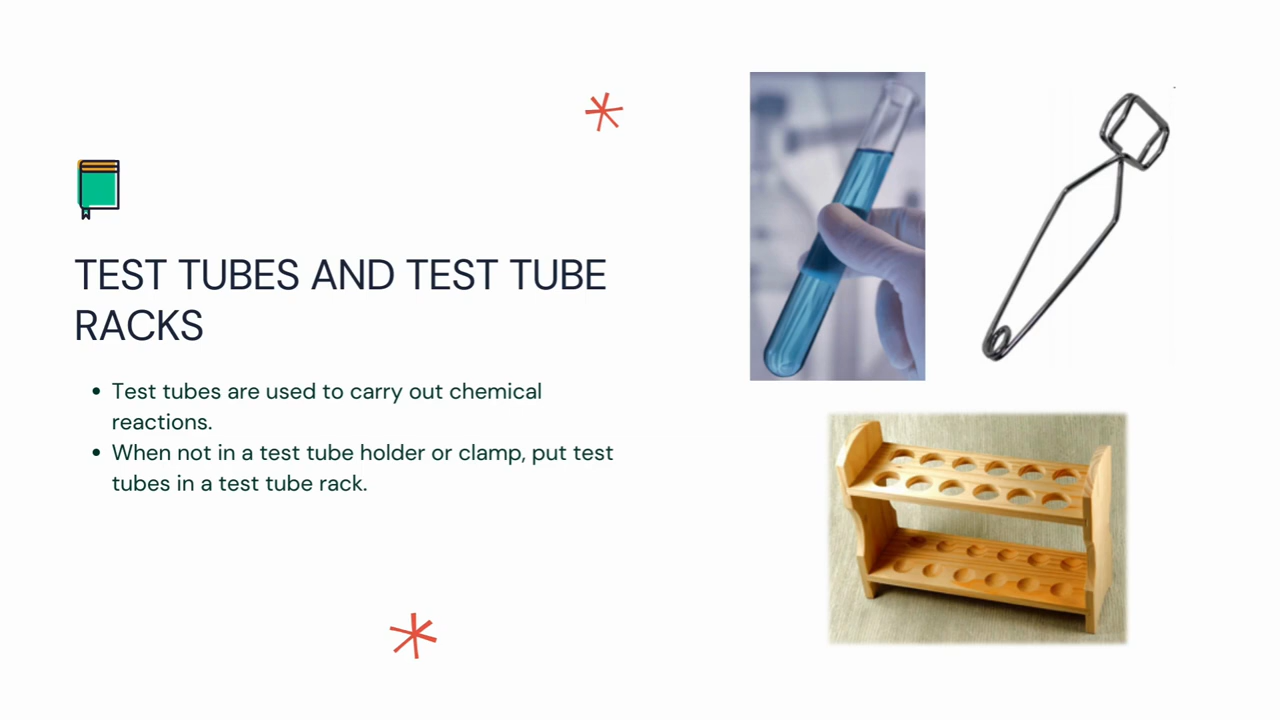 TEST TUBES AND TEST TUBE
RACKS
• Test tubes are used to carry out chemical
reactions.
• When not in a test tube holder or clamp, put test
tubes in a test tube rack.